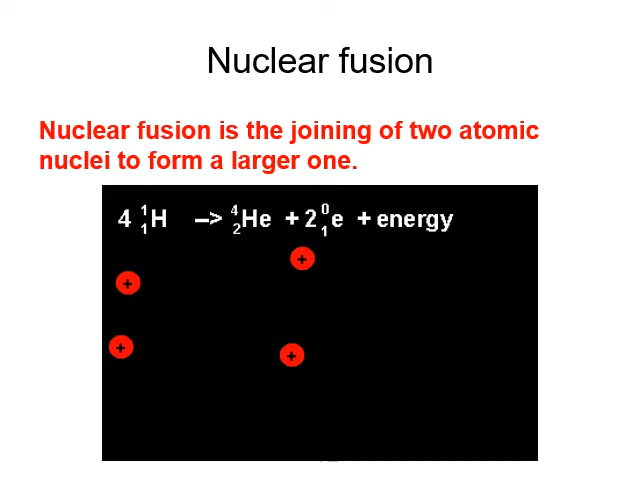 Nuclear fusion
Nuclear fusion is the joining of two atomic
nuclei to form a larger one.
4 ¹₁H –> ⁴₂He + 2 ⁰₁e + energy
+
+
+
+